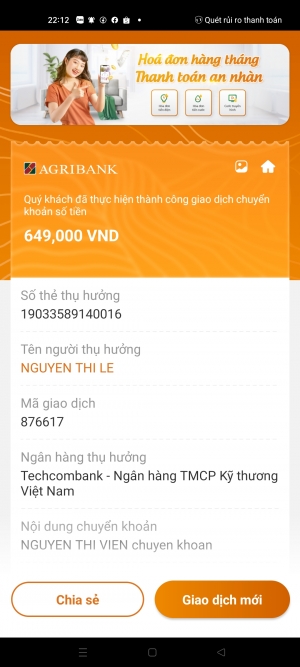 22:12
Quét rủi ro thanh toán
Hoá đơn hàng tháng
Thanh toán an nhàn
AGRIBANK
Quý khách đã thực hiện thành công giao dịch chuyển
khoản số tiền
649,000 VND
Số thẻ thụ hưởng
19033589140016
Tên người thụ hưởng
NGUYEN THI LE
Mã giao dịch
876617
Ngân hàng thụ hưởng
Techcombank - Ngân hàng TMCP Kỹ thương
Việt Nam
Nội dung chuyển khoản
NGUYEN THI VIEN chuyen khoan
Chia sẻ
Giao dịch mới